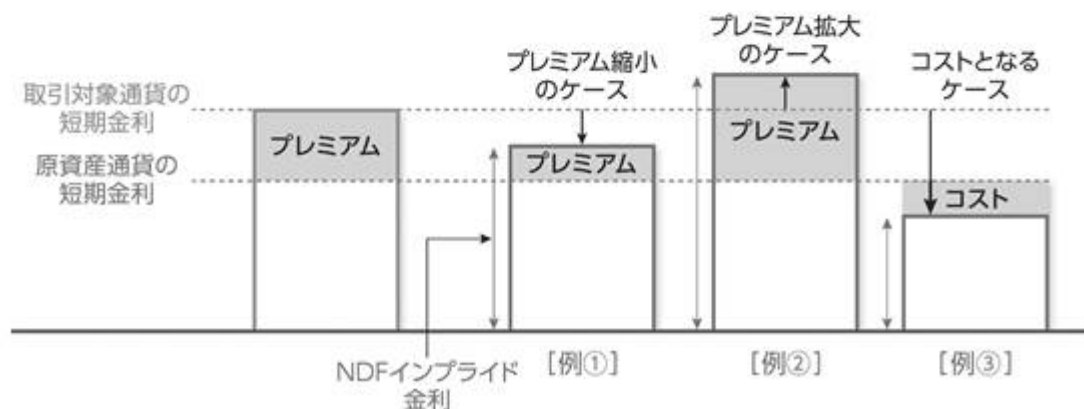 取引対象通貨の
短期金利
原資産通貨の
短期金利
プレミアム
プレミアム縮小
のケース
プレミアム
プレミアム拡大
のケース
プレミアム
コストとなる
ケース
コスト
NDFインプライド
金利
[例①]
[例②]
[例③]